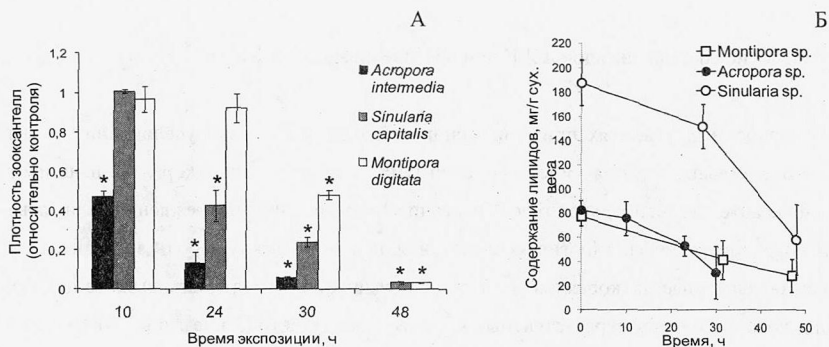 А
Плотность зооксантелл
(относительно контроля)
1,2
1
0,8
0,6
0,4
0,2
0
*
*
*
*
*
*
*
*
10
24
30
48
Время экспозиции, ч
Acropora
intermedia
Sinularia
capitalis
Montipora
digitata
Б
Содержание липидов, мг/г сух.
веса
220
200
180
160
140
120
100
80
60
40
20
0
0
10
20
30
40
50
Время, ч
Montipora sp.
Acropora sp.
Sinularia sp.